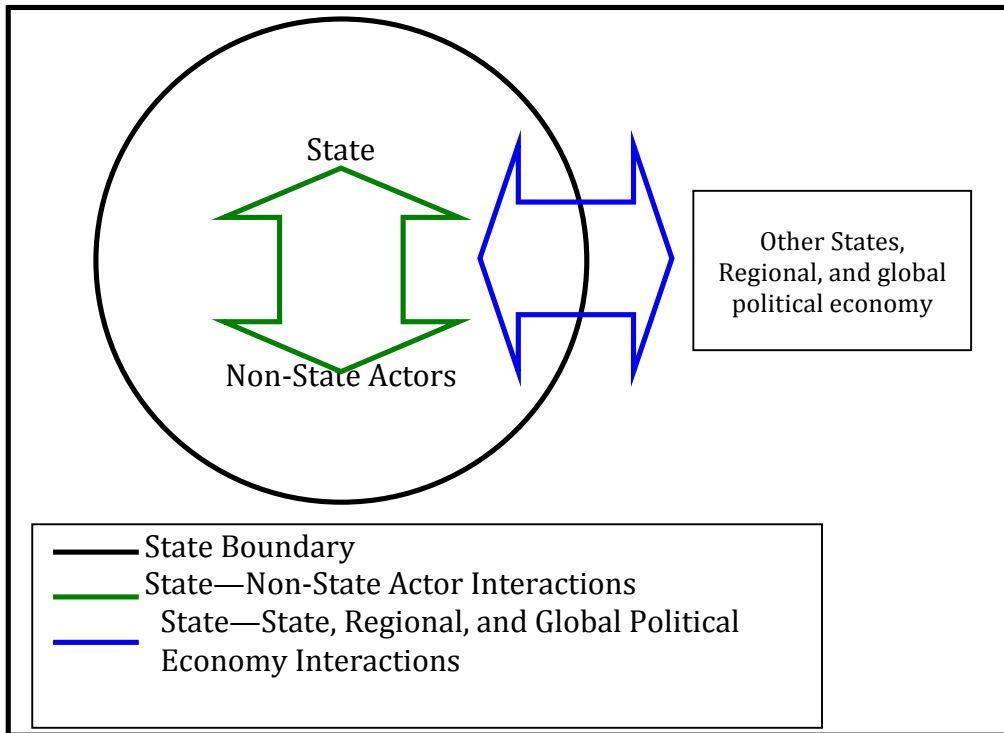 State
Non-State Actors
Other States,
Regional, and global
political economy
State Boundary
State—Non-State Actor Interactions
State—State, Regional, and Global Political
Economy Interactions